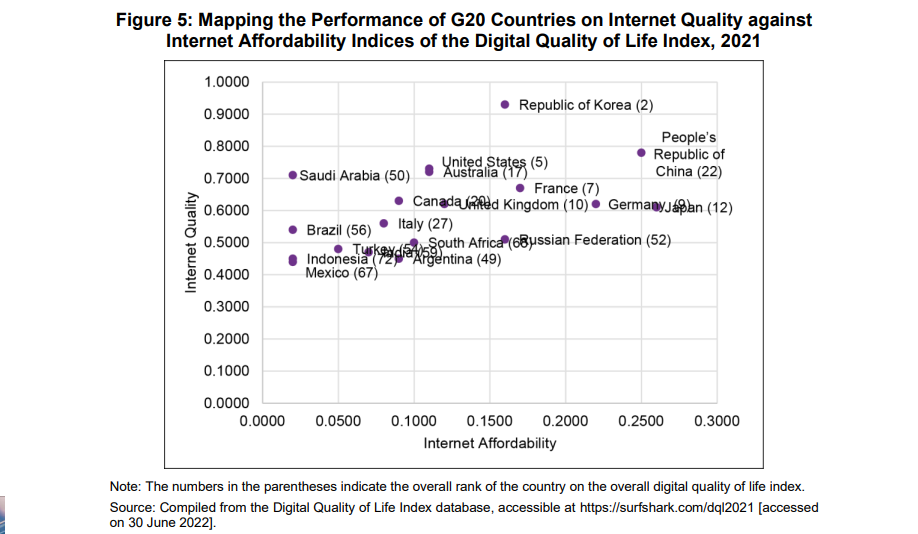 Figure 5: Mapping the Performance of G20 Countries on Internet Quality against
Internet Affordability Indices of the Digital Quality of Life Index, 2021
1.0000
0.9000
0.8000
0.7000
0.6000
0.5000
0.4000
0.3000
0.2000
0.1000
0.0000
Internet Quality
Republic of Korea (2)
People's
Republic of
China (22)
United States (5)
Australia (17)
Saudi Arabia (50)
France (7)
Canada (20)
United Kingdom (10)
Germany (9)
Japan (12)
Italy (27)
Brazil (56)
South Africa (68)
Russian Federation (52)
Turkey (54)
India (59)
Indonesia (72)
Argentina (49)
Mexico (67)
0.0000 0.0500 0.1000 0.1500 0.2000 0.2500 0.3000
Internet Affordability
Note: The numbers in the parentheses indicate the overall rank of the country on the overall digital quality of life index.
Source: Compiled from the Digital Quality of Life Index database, accessible at https://surfshark.com/dql2021 [accessed
on 30 June 2022].